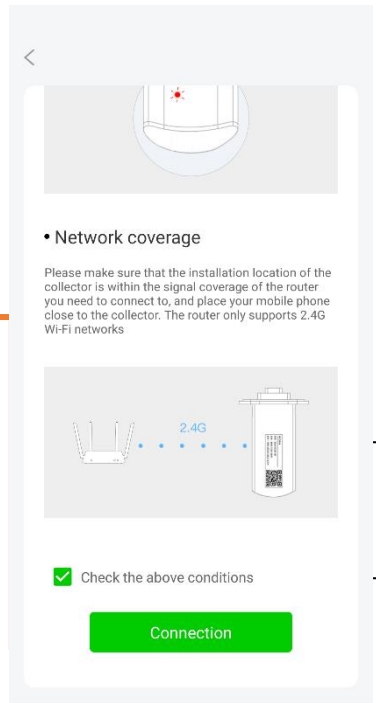 • Network coverage
Please make sure that the installation location of the
collector is within the signal coverage of the router
you need to connect to, and place your mobile phone
close to the collector. The router only supports 2.4G
Wi-Fi networks
2.4G
Check the above conditions
Connection